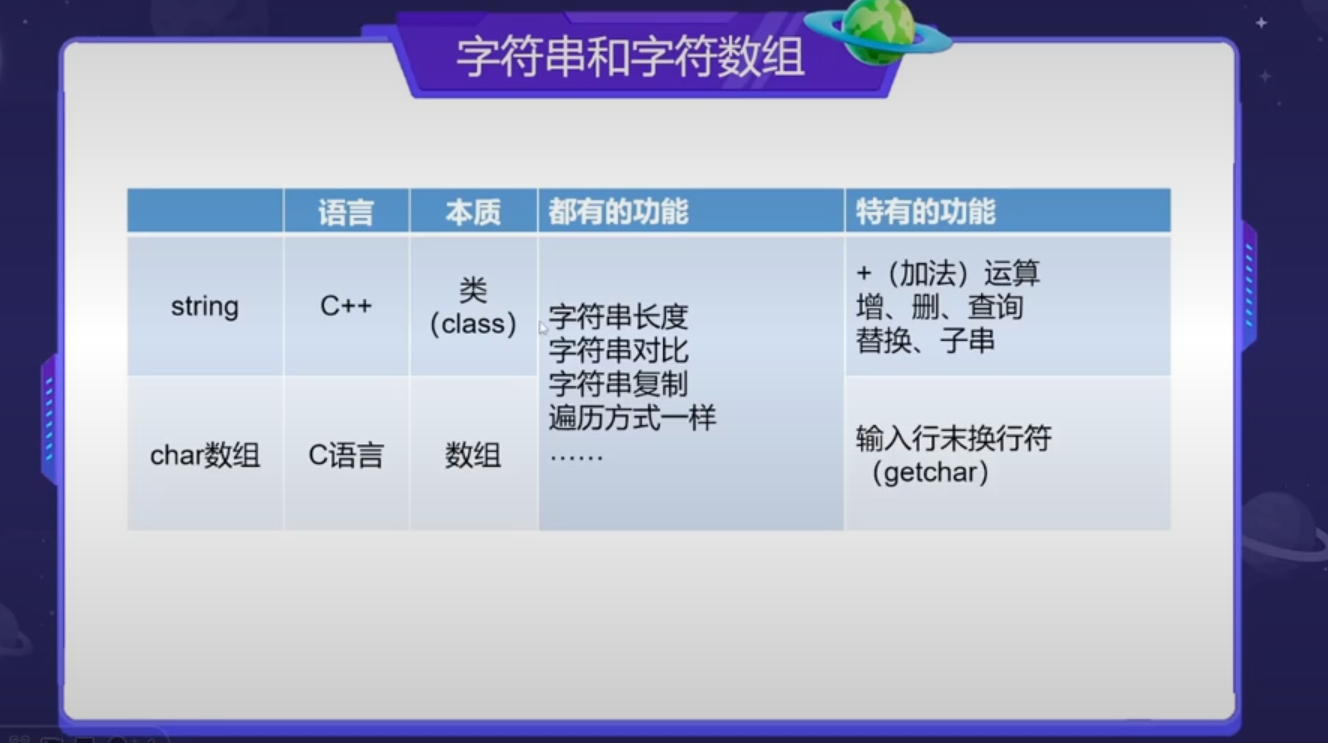 字符串和字符数组
语言 本质 都有的功能 特有的功能
string C++ 类
(class)
字符串长度
字符串对比
字符串复制
遍历方式一样
……
+（加法）运算
增、删、查询
替换、子串
char数组 C语言 数组
输入行末换行符
（getchar）